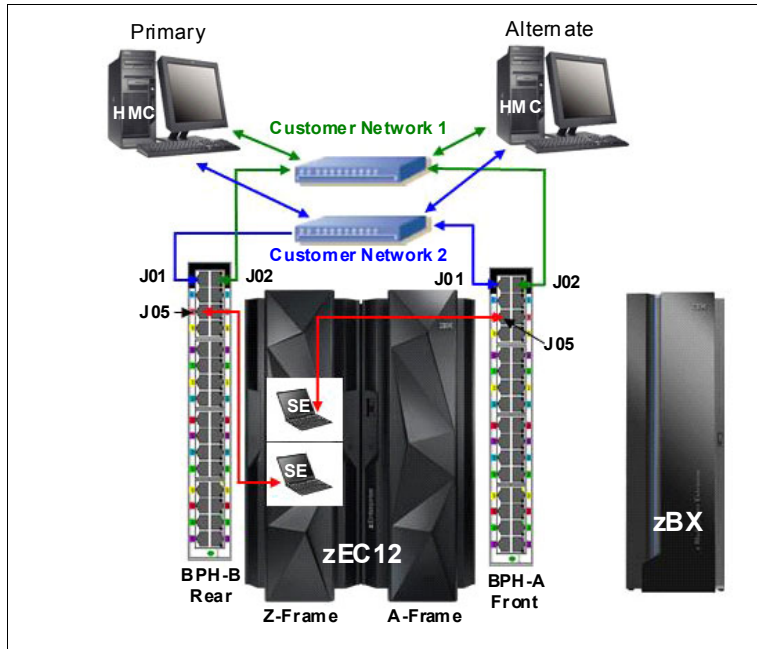 Primary
Alternate
HMC
HMC
Customer Network 1
Customer Network 2
J01
J02
J01
J02
J05
J05
SE
SE
zEC12
zBX
BPH-B
Rear
BPH-A
Front
Z-Frame
A-Frame